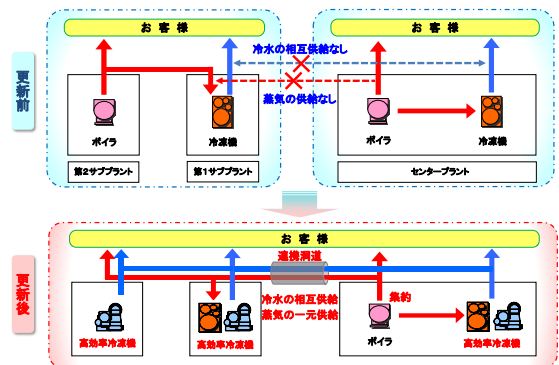 お客様
お客様
冷水の相互供給なし
蒸気の供給なし
更新前
ボイラ
冷凍機
ボイラ
冷凍機
第2サブプラント
第1サブプラント
センタープラント
お客様
連携洞道
更新後
冷水の相互供給
蒸気の一元供給
集約
高効率冷凍機
高効率冷凍機
ボイラ
高効率冷凍機